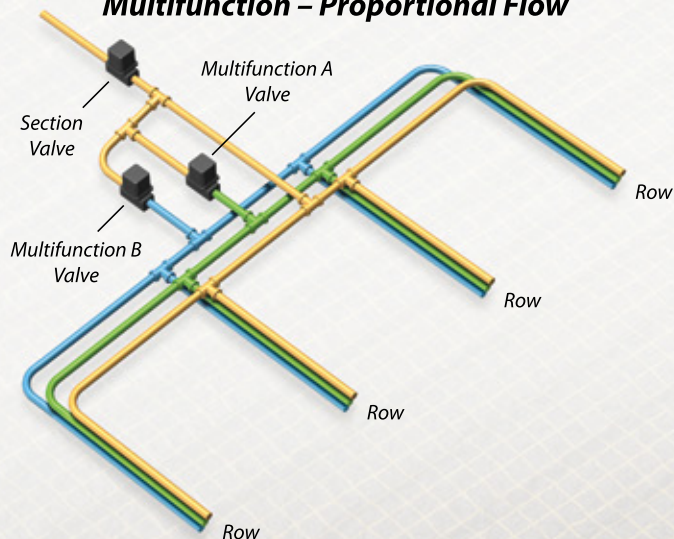 Multifunction – Proportional Flow
Multifunction A
Valve
Section
Valve
Multifunction B
Valve
Row
Row
Row
Row